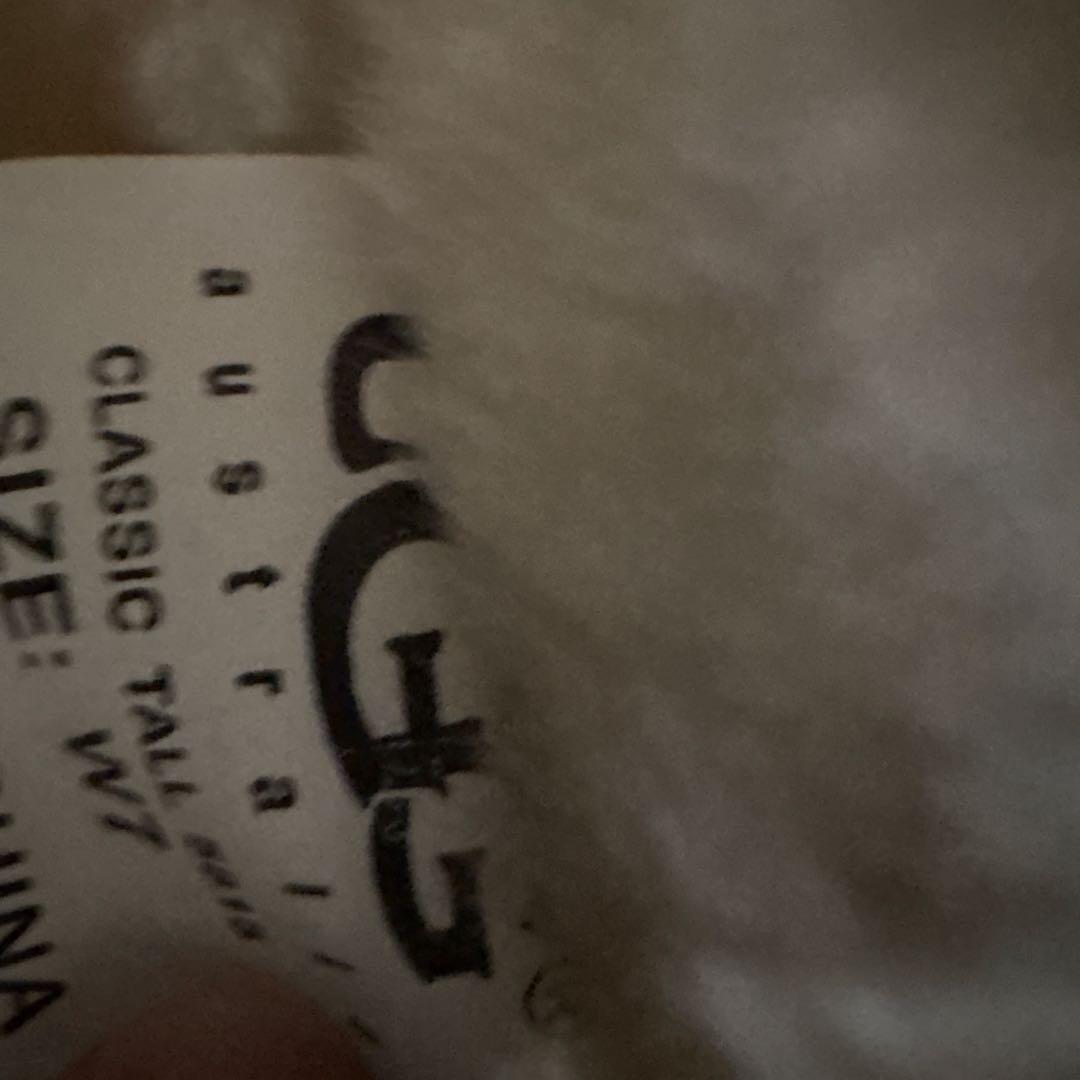 UGG
australia
CLASSIC TALL
SIZE: W7